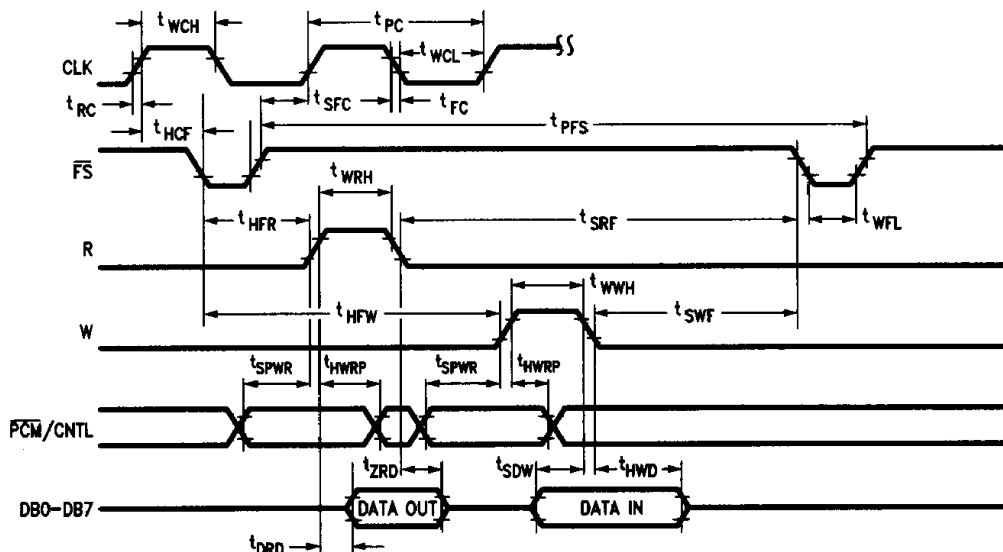 tWCH
tPC
tWCL
CLK
tRC
tSFC
tFC
tHCF
tPFS
FS
tWRH
tHFR
tSRF
tWFL
R
tWWH
tHFW
tSWF
W
tSPWR
tHWRP
tSPWR
tHWRP
PCM/CNTL
tZRD
tSDW
tHWD
DB0-DB7
DATA OUT
DATA IN
tDRD